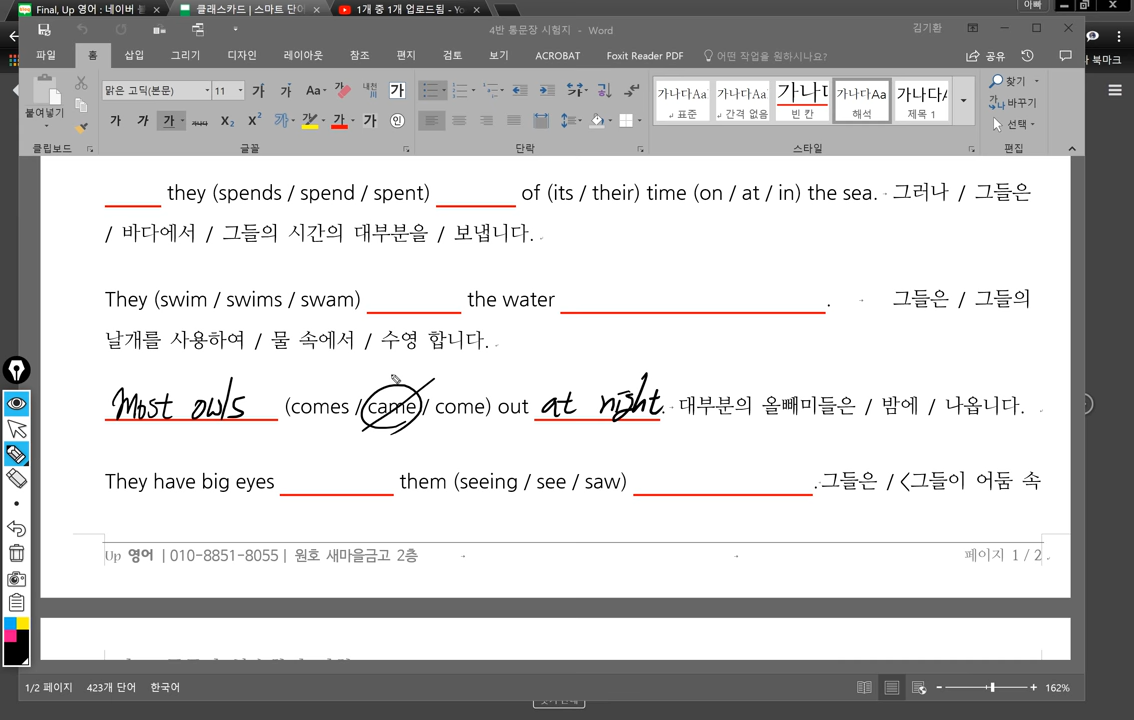 Final, Up 영어 : 네이버 클래스카드 | 스마트 단어 1개 중 1개 업로드됨 - Yo 아빠
4반 통문장 시험지 - Word 김기환
파일 홈 삽입 그리기 디자인 레이아웃 참조 편지 검토 보기 ACROBAT Foxit Reader PDF 어떤 작업을 원하시나요? 공유 북마크
맑은 고딕(본문) 11 가나다Aa 가나다Aa 가나다 가나다Aa 가나다 찾기
붙여넣기 표준 간격 없음 빈 칸 해석 제목 1 바꾸기
선택
클립보드 글꼴 단락 스타일 편집
they (spends / spend / spent) of (its / their) time (on / at / in) the sea. 그러나 / 그들은
/ 바다에서 / 그들의 시간의 대부분을 / 보냅니다.
They (swim / swims / swam) the water . 그들은 / 그들의
날개를 사용하여 / 물 속에서 / 수영 합니다.
Most owls (comes / came / come) out at night. 대부분의 올빼미들은 / 밤에 / 나옵니다.
They have big eyes them (seeing / see / saw) . 그들은 / <그들이 어둠 속
Up 영어 | 010-8851-8055 | 원호 새마을금고 2층 페이지 1 / 2
1/2 페이지 423개 단어 한국어 162%